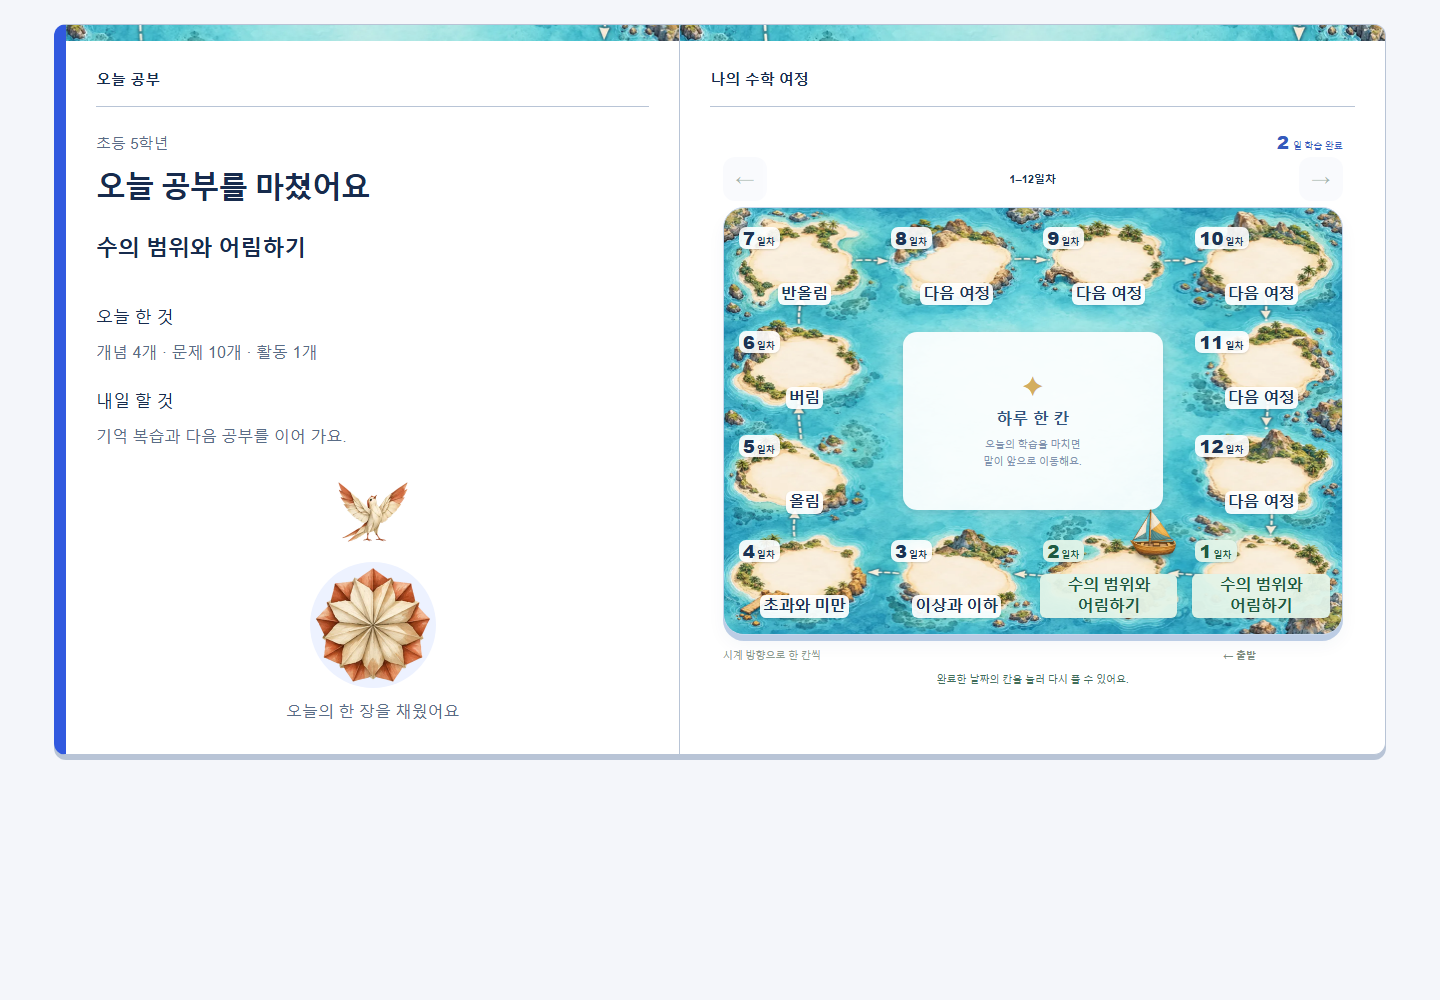 오늘 공부
초등 5학년
오늘 공부를 마쳤어요
수의 범위와 어림하기
오늘 한 것
개념 4개 · 문제 10개 · 활동 1개
내일 할 것
기억 복습과 다음 공부를 이어 가요.
오늘의 한 장을 채웠어요
나의 수학 여정
2 일 학습 완료
←
1–12일차
→
7 일차
반올림
8 일차
다음 여정
9 일차
다음 여정
10 일차
다음 여정
6 일차
버림
11 일차
다음 여정
하루 한 칸
오늘의 학습을 마치면
말이 앞으로 이동해요.
5 일차
올림
12 일차
다음 여정
4 일차
초과와 미만
3 일차
이상과 이하
2 일차
수의 범위와
어림하기
1 일차
수의 범위와
어림하기
시계 방향으로 한 칸씩
← 출발
완료한 날짜의 칸을 눌러 다시 풀 수 있어요.